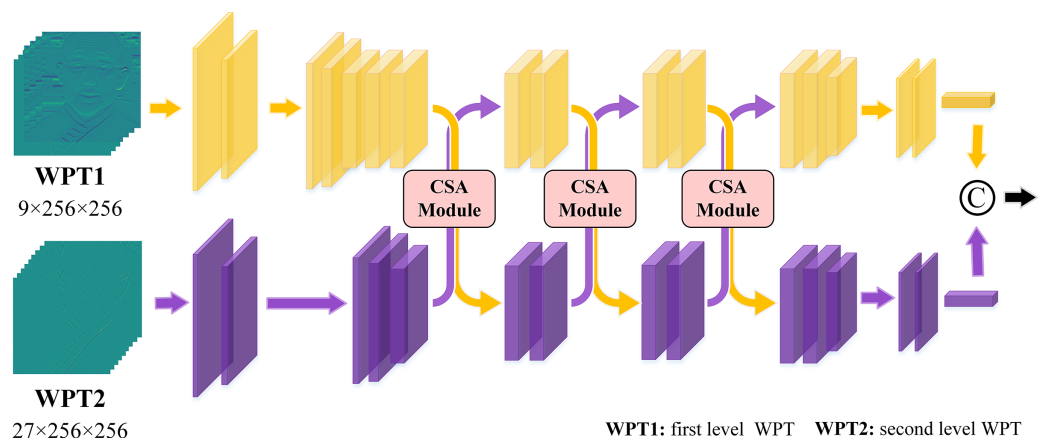 WPT1
9×256×256
CSA
Module
CSA
Module
CSA
Module
C
WPT2
27×256×256
WPT1: first level WPT WPT2: second level WPT